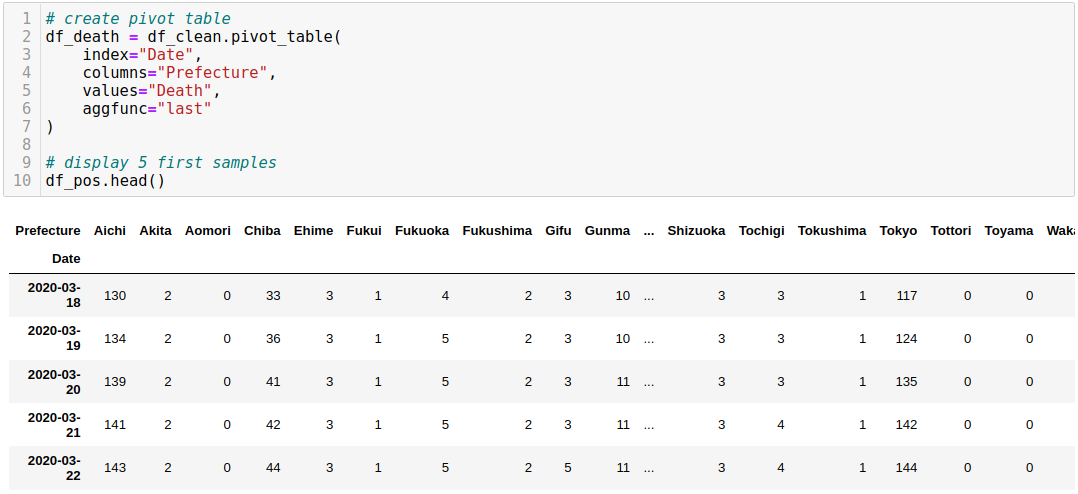 1 # create pivot table
2 df_death = df_clean.pivot_table(
3     index="Date",
4     columns="Prefecture",
5     values="Death",
6     aggfunc="last"
7 )
8
9 # display 5 first samples
10 df_pos.head()
Prefecture Aichi Akita Aomori Chiba Ehime Fukui Fukuoka Fukushima Gifu Gunma ... Shizuoka Tochigi Tokushima Tokyo Tottori Toyama Waka
Date
2020-03-18 130 2 0 33 3 1 4 2 3 10 ... 3 3 1 117 0 0
2020-03-19 134 2 0 36 3 1 5 2 3 10 ... 3 3 1 124 0 0
2020-03-20 139 2 0 41 3 1 5 2 3 11 ... 3 3 1 135 0 0
2020-03-21 141 2 0 42 3 1 5 2 3 11 ... 3 4 1 142 0 0
2020-03-22 143 2 0 44 3 1 5 2 5 11 ... 3 4 1 144 0 0